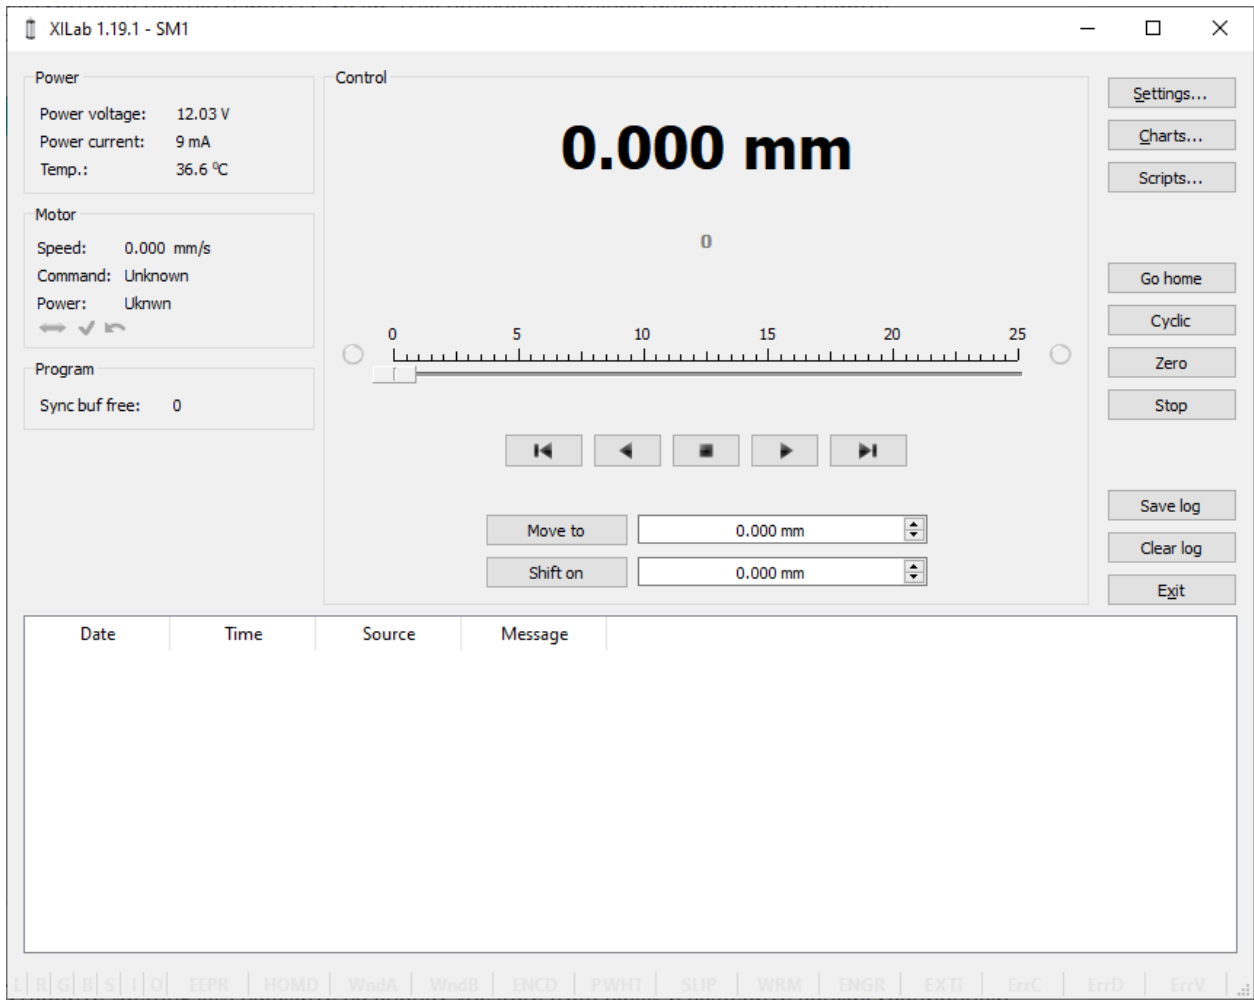 XILab 1.19.1 - SM1
Power
Power voltage: 12.03 V
Power current: 9 mA
Temp.: 36.6 ⁰C
Motor
Speed: 0.000 mm/s
Command: Unknown
Power: Uknwn
Program
Sync buf free: 0
Control
0.000 mm
0
0 5 10 15 20 25
Move to 0.000 mm
Shift on 0.000 mm
Settings...
Charts...
Scripts...
Go home
Cyclic
Zero
Stop
Save log
Clear log
Exit
Date Time Source Message
L R G B S I O EEPR HOMD WndA WndB ENCD PWHT SLIP WRM ENGR EXTI ErrC ErrD ErrV